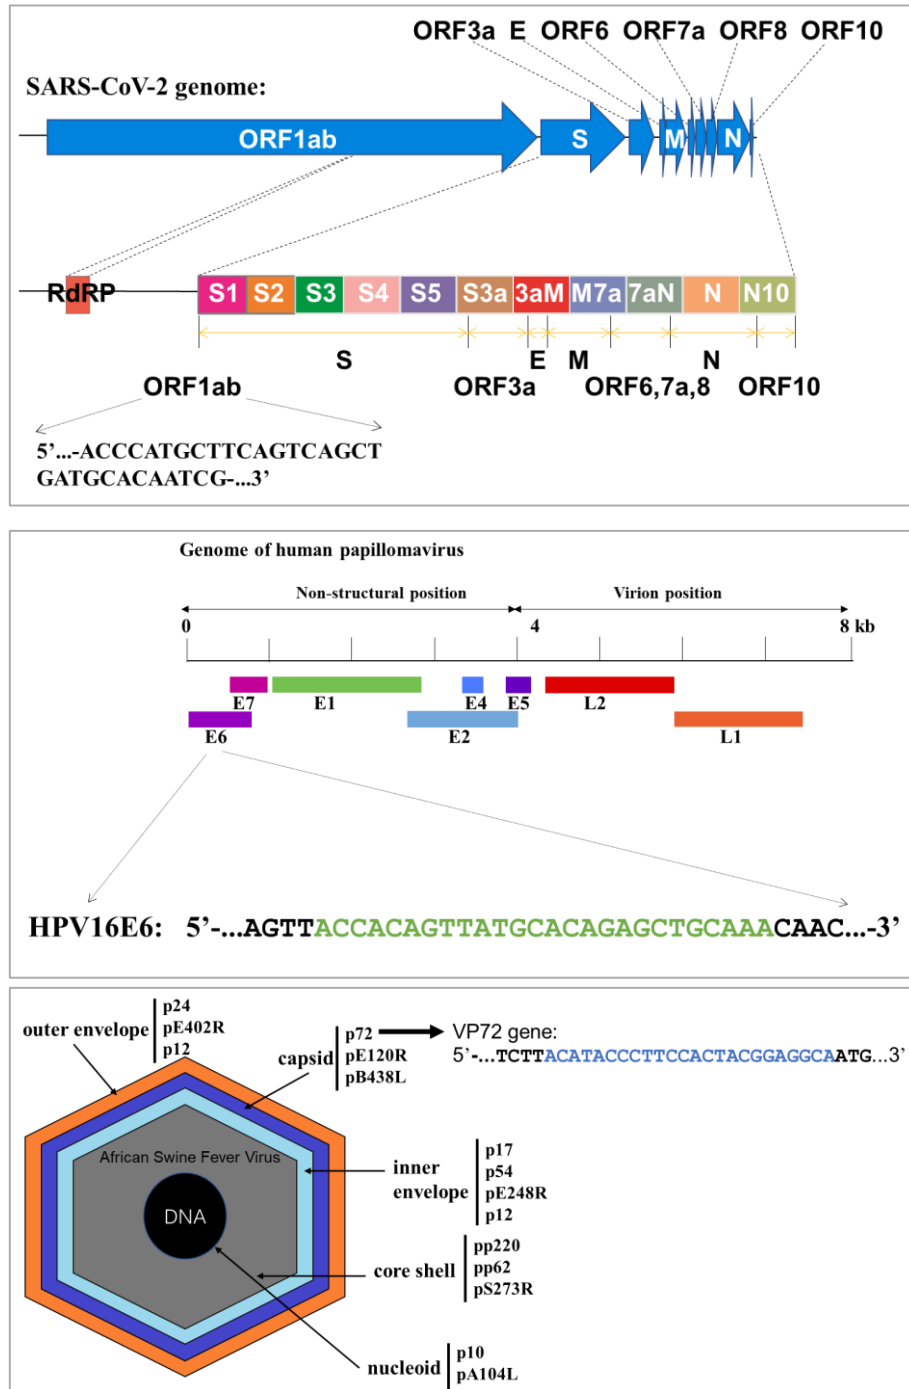 ORF3a E ORF6 ORF7a ORF8 ORF10
SARS-CoV-2 genome:
ORF1ab S M N
RdRP S1 S2 S3 S4 S5 S3a 3aM M7a 7aN N N10
S E M N
ORF1ab ORF3a ORF6,7a,8 ORF10
5’...-ACCCATGCTTCAGTCAGCT
GATGCACAATCG-...3’
Genome of human papillomavirus
Non-structural position Virion position
0 4 8 kb
E7 E1 E4 E5 L2
E6 E2 L1
HPV16E6: 5’-...AGTTACCACAGTTATGCACAGAGCTGCAAACAAC...-3’
outer envelope
p24
pE402R
p12
capsid
p72
pE120R
pB438L
VP72 gene:
5’-...TCTTACATACCCTTCCACTACGGAGGCAATG...3’
African Swine Fever Virus
DNA
inner
envelope
p17
p54
pE248R
p12
core shell
pp220
pp62
pS273R
nucleoid
p10
pA104L